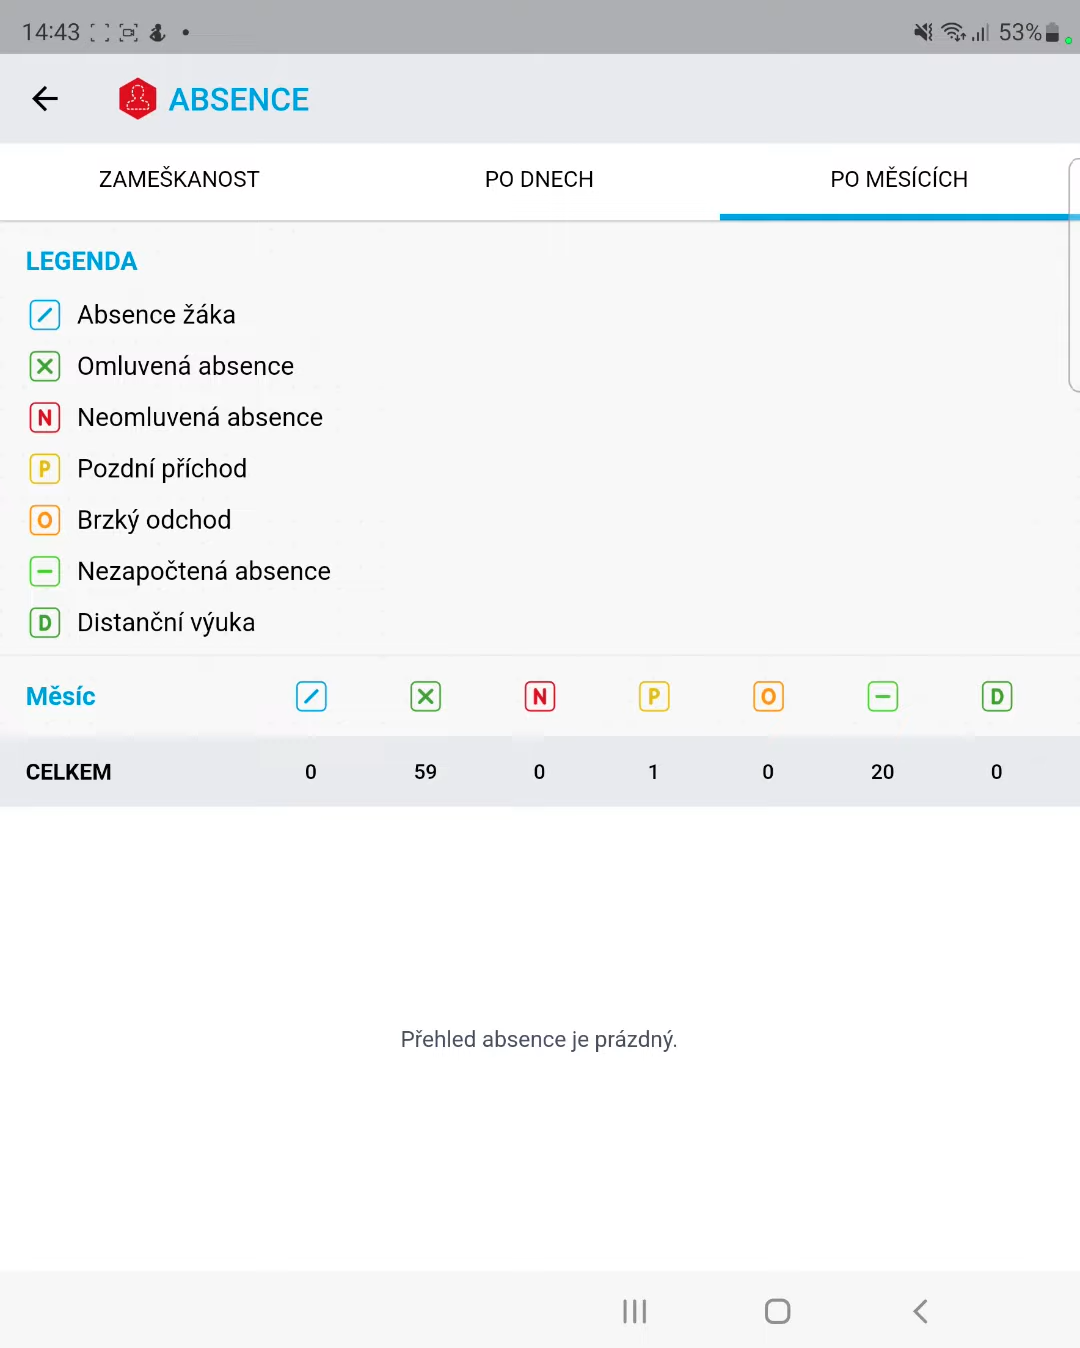 14:43 53%
ABSENCE
ZAMEŠKANOST PO DNECH PO MĚSÍCÍCH
LEGENDA
Absence žáka
Omluvená absence
N Neomluvená absence
P Pozdní příchod
O Brzký odchod
Nezapočtená absence
D Distanční výuka
Měsíc N P O D
CELKEM 0 59 0 1 0 20 0
Přehled absence je prázdný.